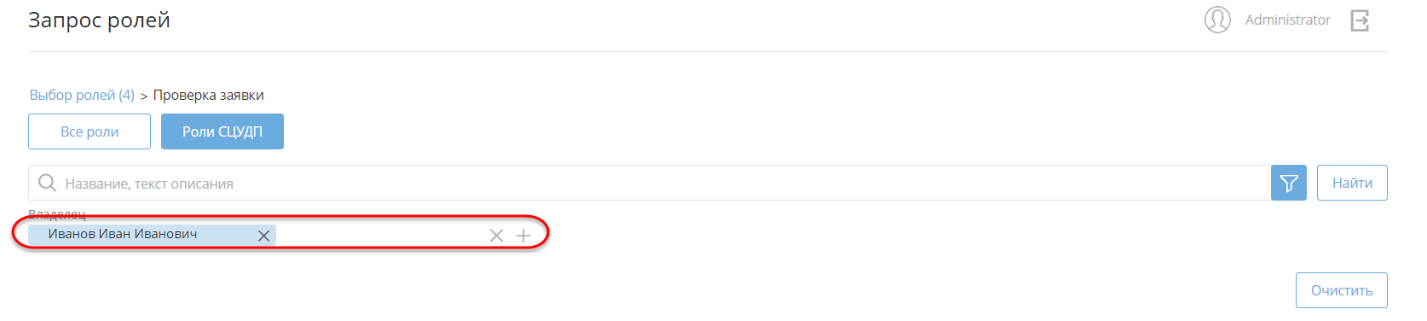 Запрос ролей
Administrator
Выбор ролей (4) > Проверка заявки
Все роли
Роли СЦУДП
Название, текст описания
Найти
Владелец
Иванов Иван Иванович
Очистить